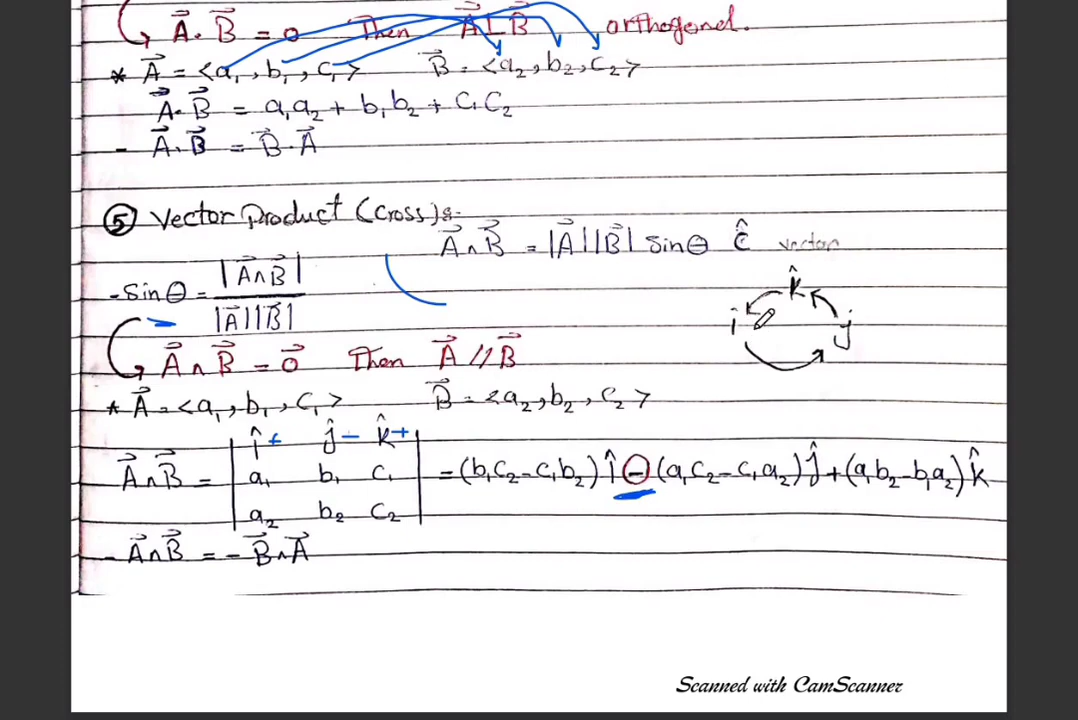 A⃗ . B⃗ = 0 Then A⃗ ⊥ B⃗ , orthogonel.
* A⃗ = <a₁, b₁, c₁> B⃗ = <a₂, b₂, c₂>
A⃗ . B⃗ = a₁a₂ + b₁b₂ + c₁c₂
- A⃗ . B⃗ = B⃗ . A⃗
⑤ Vector Product (cross):-
A⃗ ∧ B⃗ = |A⃗||B⃗| sinθ ĉ vector
- sinθ = |A⃗ ∧ B⃗| / |A⃗||B⃗|
k̂
i j
A⃗ ∧ B⃗ = 0⃗ Then A⃗ // B⃗
* A⃗ = <a₁, b₁, c₁> B⃗ = <a₂, b₂, c₂>
î + ĵ - k̂ +
A⃗ ∧ B⃗ = | a₁ b₁ c₁ | = (b₁c₂ - c₁b₂) î - (a₁c₂ - c₁a₂) ĵ + (a₁b₂ - b₁a₂) k̂
a₂ b₂ c₂
- A⃗ ∧ B⃗ = - B⃗ ∧ A⃗
Scanned with CamScanner